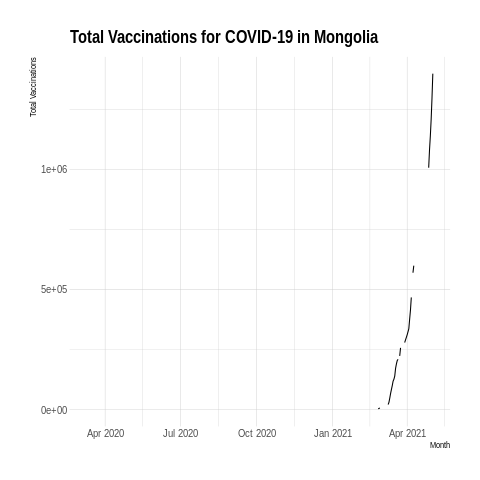 Total Vaccinations for COVID-19 in Mongolia
Total Vaccinations
1e+06
5e+05
0e+00
Apr 2020 Jul 2020 Oct 2020 Jan 2021 Apr 2021
Month